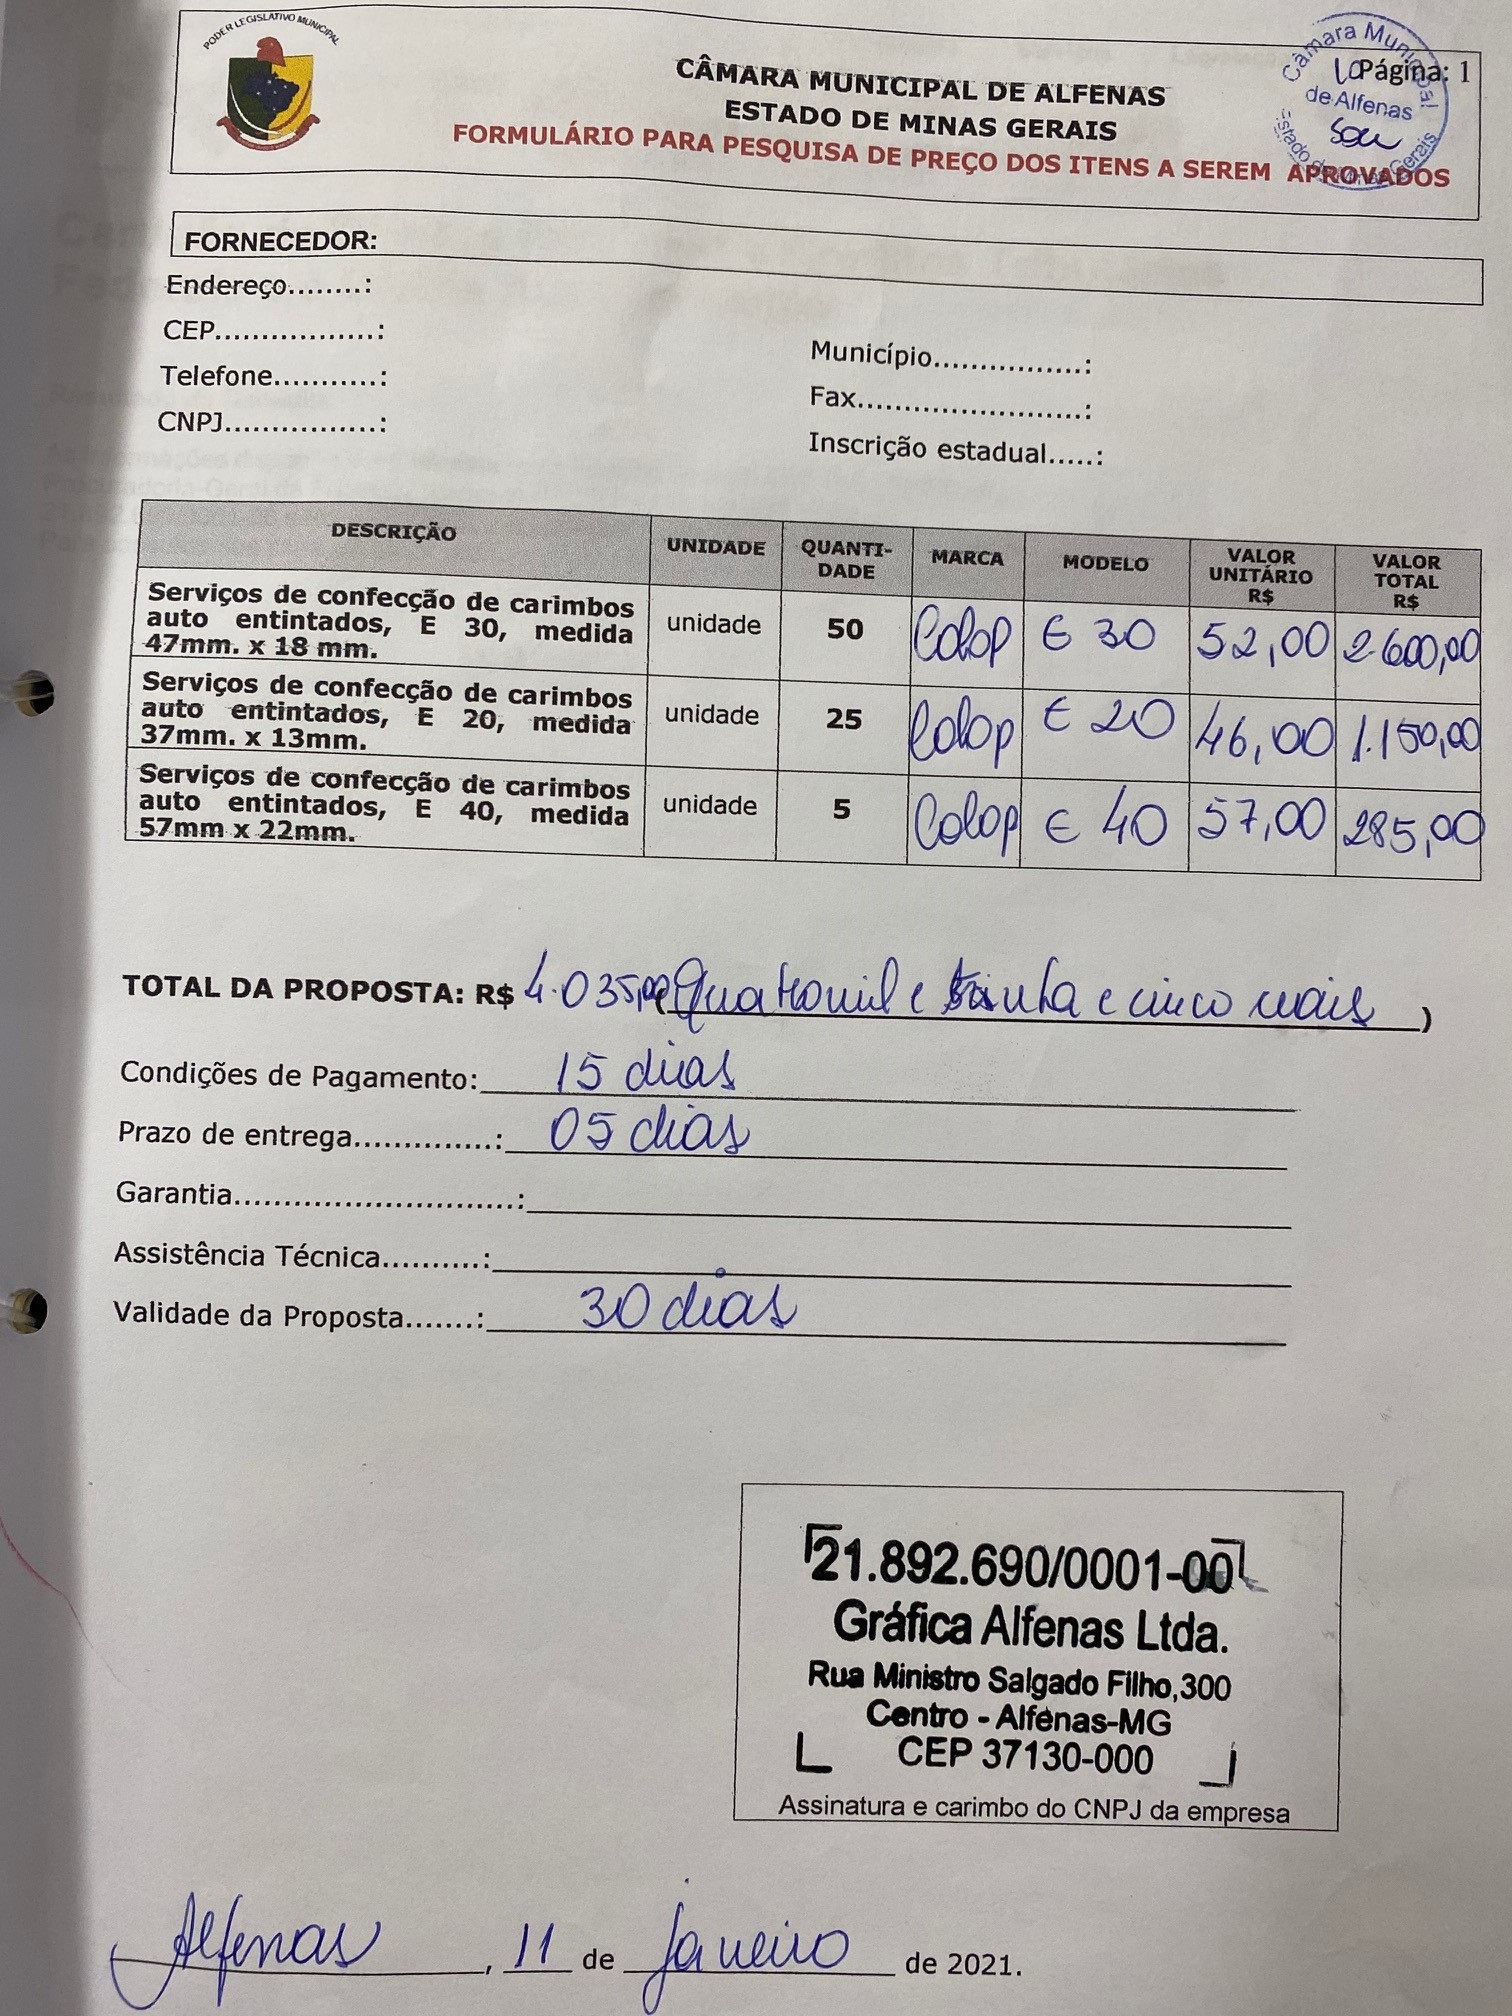 PODER LEGISLATIVO MUNICIPAL
CÂMARA MUNICIPAL DE ALFENAS
ESTADO DE MINAS GERAIS
FORMULÁRIO PARA PESQUISA DE PREÇO DOS ITENS A SEREM APROVADOS
Página: 1
Câmara Municipal
de Alfenas
Estado de Minas Gerais
FORNECEDOR:
Endereço........:
CEP.................:
Telefone...........:
CNPJ................:
Município................:
Fax........................:
Inscrição estadual.....:
DESCRIÇÃO UNIDADE QUANTI-DADE MARCA MODELO VALOR UNITÁRIO R$ VALOR TOTAL R$
Serviços de confecção de carimbos
auto entintados, E 30, medida
47mm. x 18 mm.
unidade 50 Colop E 30 52,00 2.600,00
Serviços de confecção de carimbos
auto entintados, E 20, medida
37mm. x 13mm.
unidade 25 Colop E 20 46,00 1.150,00
Serviços de confecção de carimbos
auto entintados, E 40, medida
57mm x 22mm.
unidade 5 Colop E 40 57,00 285,00
TOTAL DA PROPOSTA: R$ 4.035,00 (Quatro mil e trinta e cinco reais)
Condições de Pagamento: 15 dias
Prazo de entrega..............: 05 dias
Garantia............................:
Assistência Técnica..........:
Validade da Proposta.......: 30 dias
21.892.690/0001-00
Gráfica Alfenas Ltda.
Rua Ministro Salgado Filho,300
Centro - Alfenas-MG
CEP 37130-000
Assinatura e carimbo do CNPJ da empresa
Alfenas, 11 de janeiro de 2021.